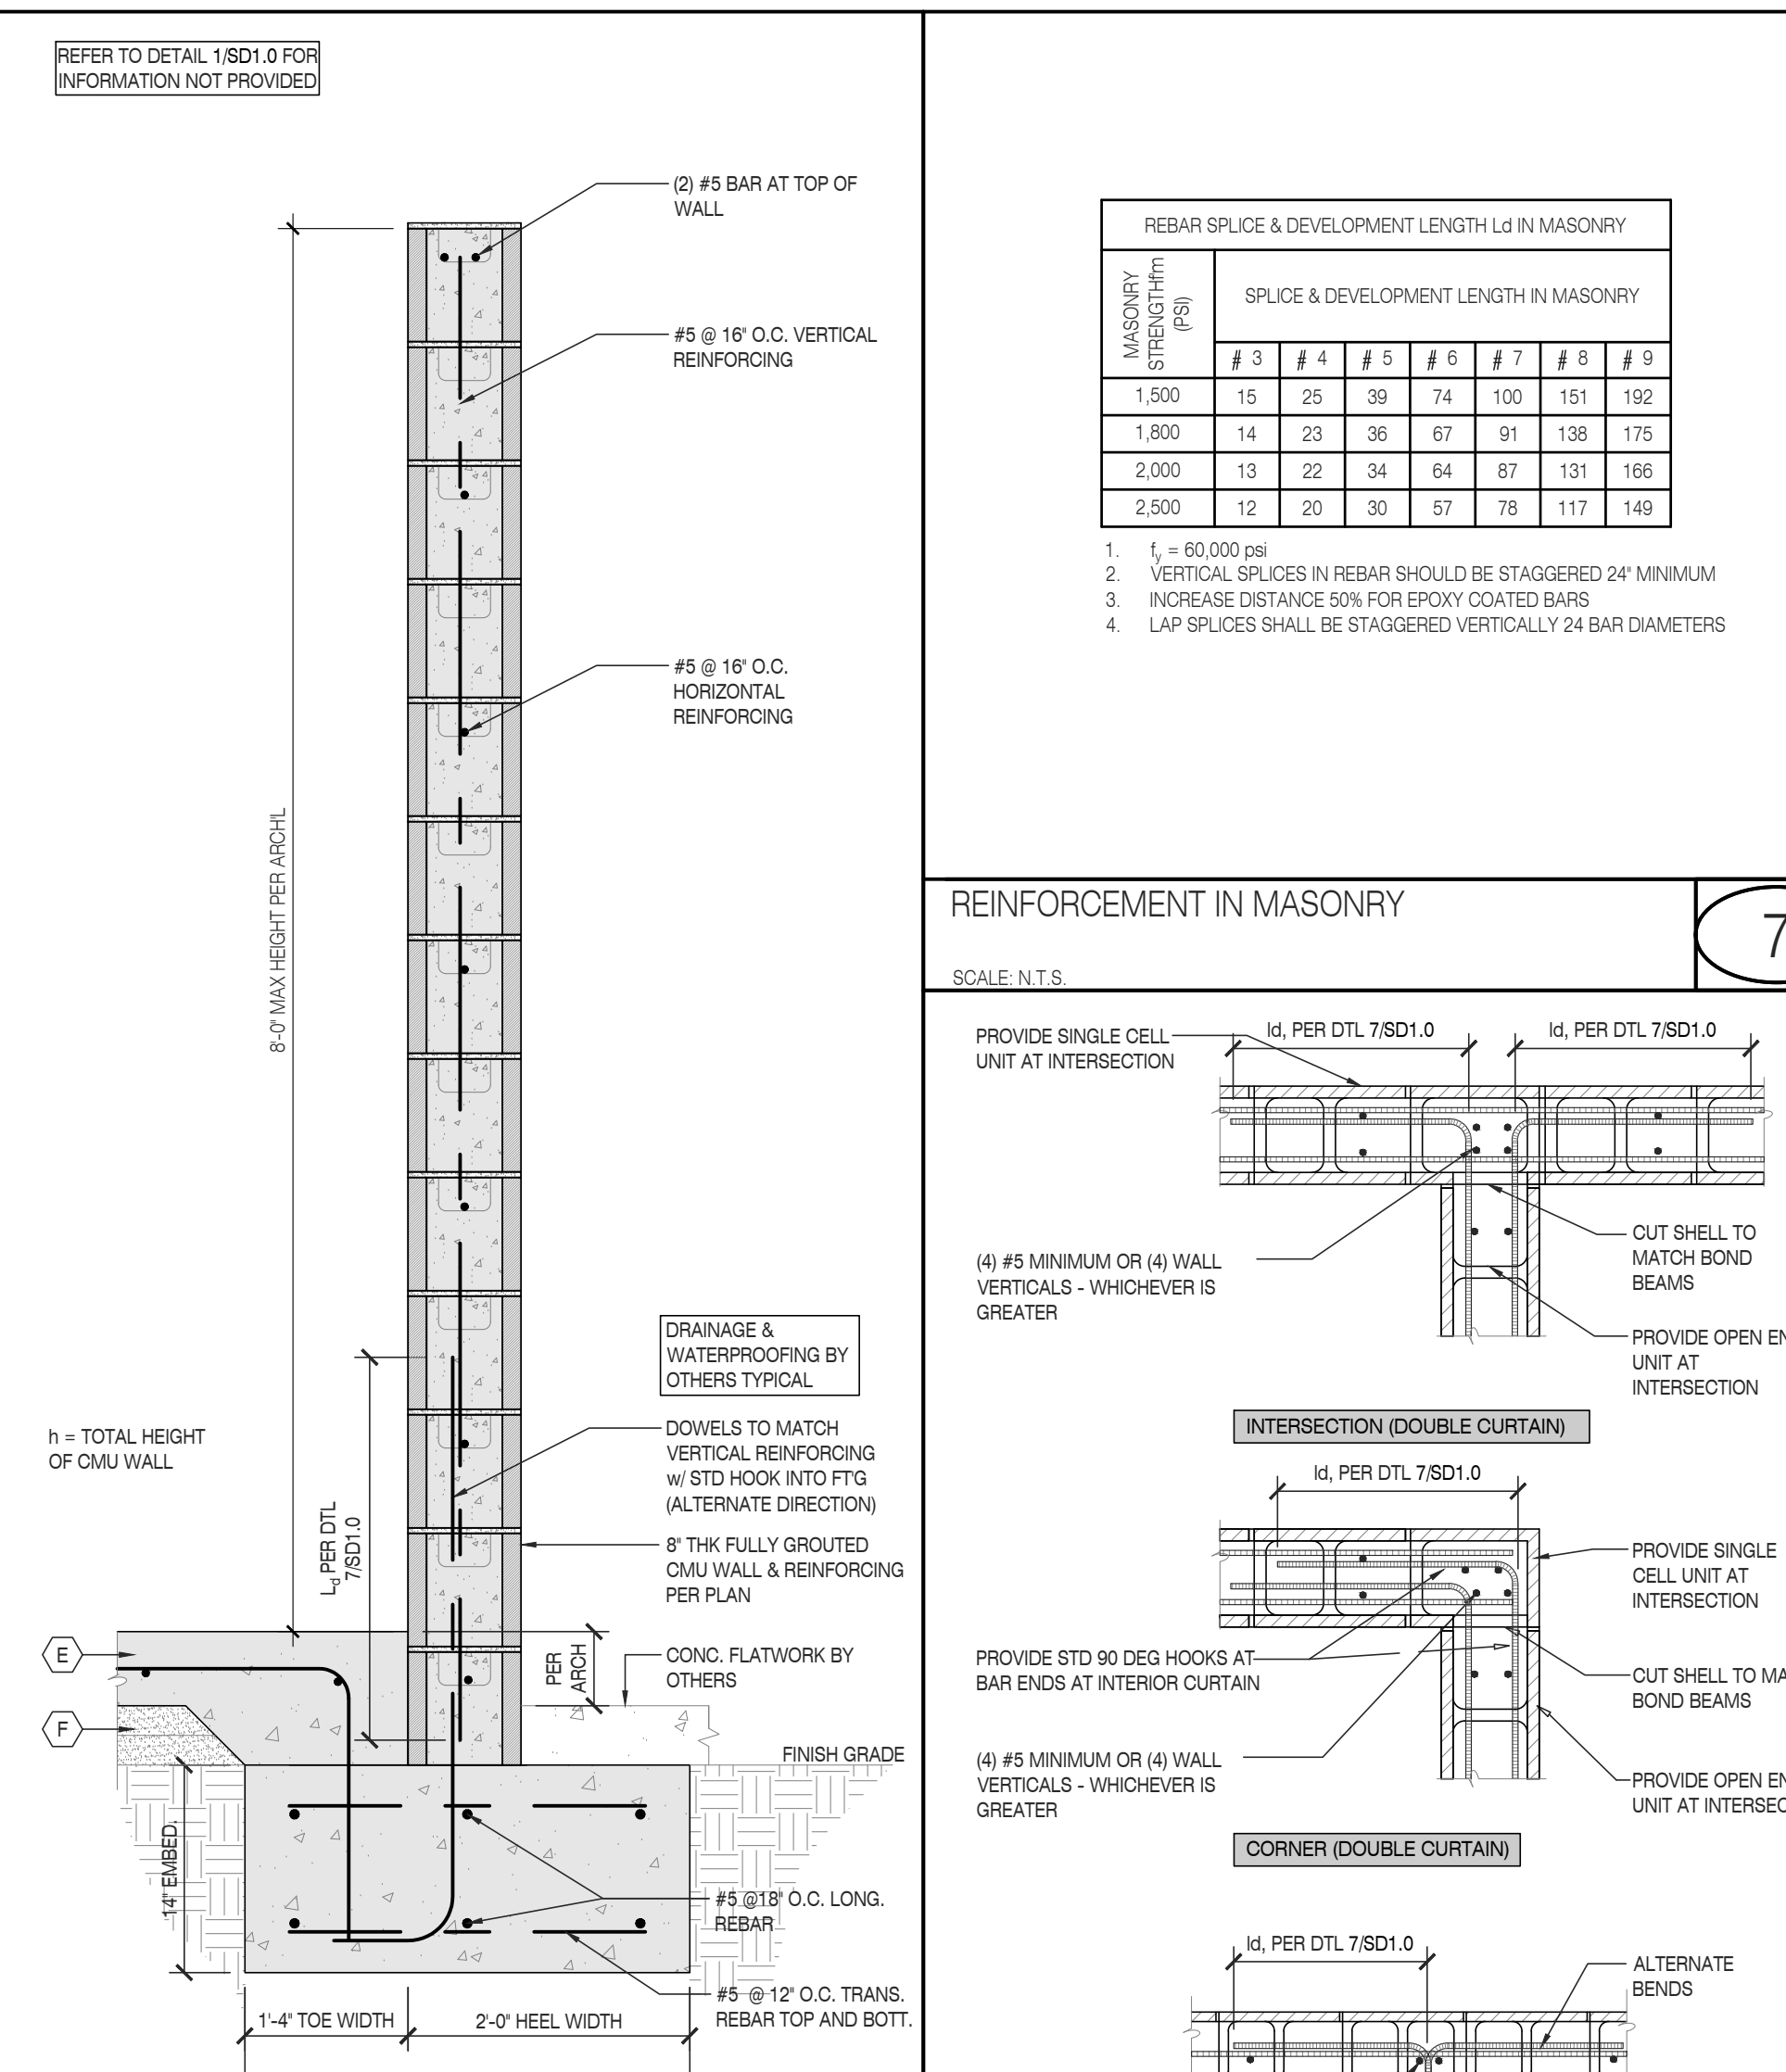 REFER TO DETAIL 1/SD1.0 FOR
INFORMATION NOT PROVIDED
(2) #5 BAR AT TOP OF
WALL
#5 @ 16" O.C. VERTICAL
REINFORCING
#5 @ 16" O.C.
HORIZONTAL
REINFORCING
8'-0" MAX HEIGHT PER ARCH'L
DRAINAGE &
WATERPROOFING BY
OTHERS TYPICAL
h = TOTAL HEIGHT
OF CMU WALL
DOWELS TO MATCH
VERTICAL REINFORCING
w/ STD HOOK INTO FT'G
(ALTERNATE DIRECTION)
Ld PER DTL
7/SD1.0
8" THK FULLY GROUTED
CMU WALL & REINFORCING
PER PLAN
E
PER
ARCH
CONC. FLATWORK BY
OTHERS
F
FINISH GRADE
14" EMBED.
#5 @18" O.C. LONG.
REBAR
#5 @ 12" O.C. TRANS.
REBAR TOP AND BOTT.
1'-4" TOE WIDTH
2'-0" HEEL WIDTH
REBAR SPLICE & DEVELOPMENT LENGTH Ld IN MASONRY
MASONRY
STRENGTHf'm
(PSI)
SPLICE & DEVELOPMENT LENGTH IN MASONRY
# 3 # 4 # 5 # 6 # 7 # 8 # 9
1,500 15 25 39 74 100 151 192
1,800 14 23 36 67 91 138 175
2,000 13 22 34 64 87 131 166
2,500 12 20 30 57 78 117 149
1. fy = 60,000 psi
2. VERTICAL SPLICES IN REBAR SHOULD BE STAGGERED 24" MINIMUM
3. INCREASE DISTANCE 50% FOR EPOXY COATED BARS
4. LAP SPLICES SHALL BE STAGGERED VERTICALLY 24 BAR DIAMETERS
REINFORCEMENT IN MASONRY
7
SCALE: N.T.S.
PROVIDE SINGLE CELL
UNIT AT INTERSECTION
ld, PER DTL 7/SD1.0
ld, PER DTL 7/SD1.0
(4) #5 MINIMUM OR (4) WALL
VERTICALS - WHICHEVER IS
GREATER
CUT SHELL TO
MATCH BOND
BEAMS
PROVIDE OPEN EN
UNIT AT
INTERSECTION
INTERSECTION (DOUBLE CURTAIN)
ld, PER DTL 7/SD1.0
PROVIDE SINGLE
CELL UNIT AT
INTERSECTION
PROVIDE STD 90 DEG HOOKS AT
BAR ENDS AT INTERIOR CURTAIN
CUT SHELL TO MA
BOND BEAMS
(4) #5 MINIMUM OR (4) WALL
VERTICALS - WHICHEVER IS
GREATER
PROVIDE OPEN EN
UNIT AT INTERSEC
CORNER (DOUBLE CURTAIN)
ld, PER DTL 7/SD1.0
ALTERNATE
BENDS